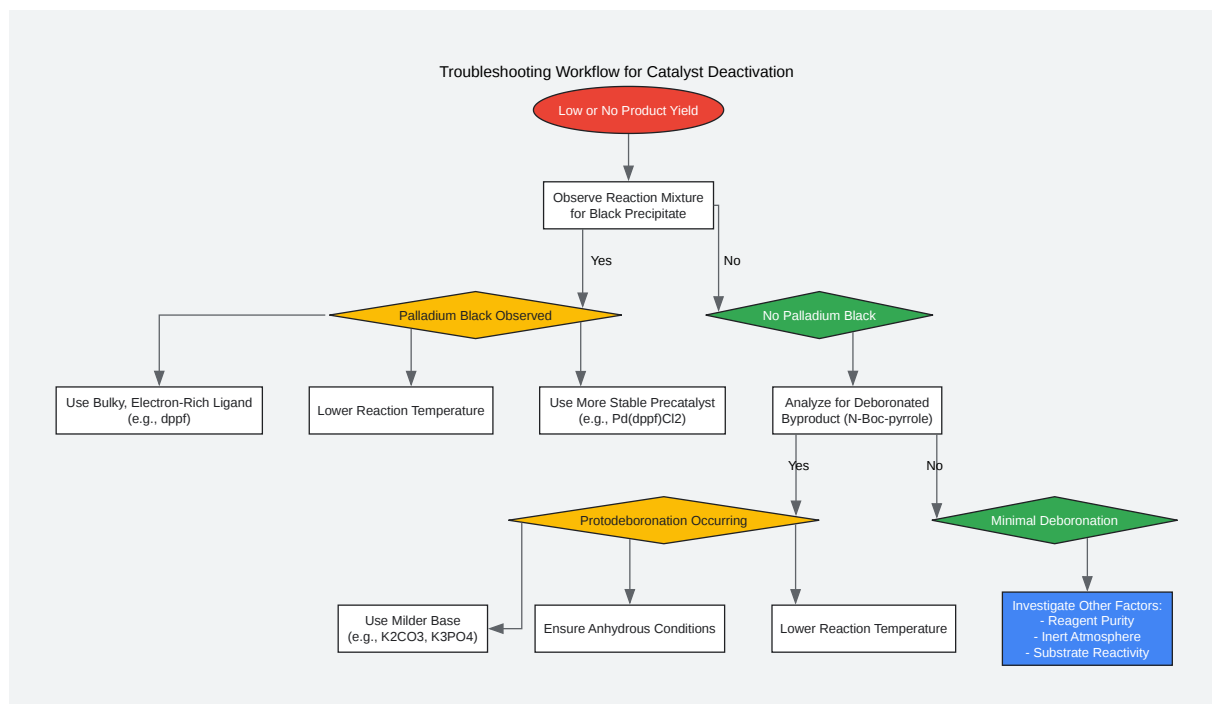 Troubleshooting Workflow for Catalyst Deactivation
Low or No Product Yield
Observe Reaction Mixture
for Black Precipitate
Yes
No
Palladium Black Observed
No Palladium Black
Use Bulky, Electron-Rich Ligand
(e.g., dppf)
Lower Reaction Temperature
Use More Stable Precatalyst
(e.g., Pd(dppf)Cl2)
Analyze for Deboronated
Byproduct (N-Boc-pyrrole)
Yes
No
Protodeboronation Occurring
Minimal Deboronation
Use Milder Base
(e.g., K2CO3, K3PO4)
Ensure Anhydrous Conditions
Lower Reaction Temperature
Investigate Other Factors:
- Reagent Purity
- Inert Atmosphere
- Substrate Reactivity